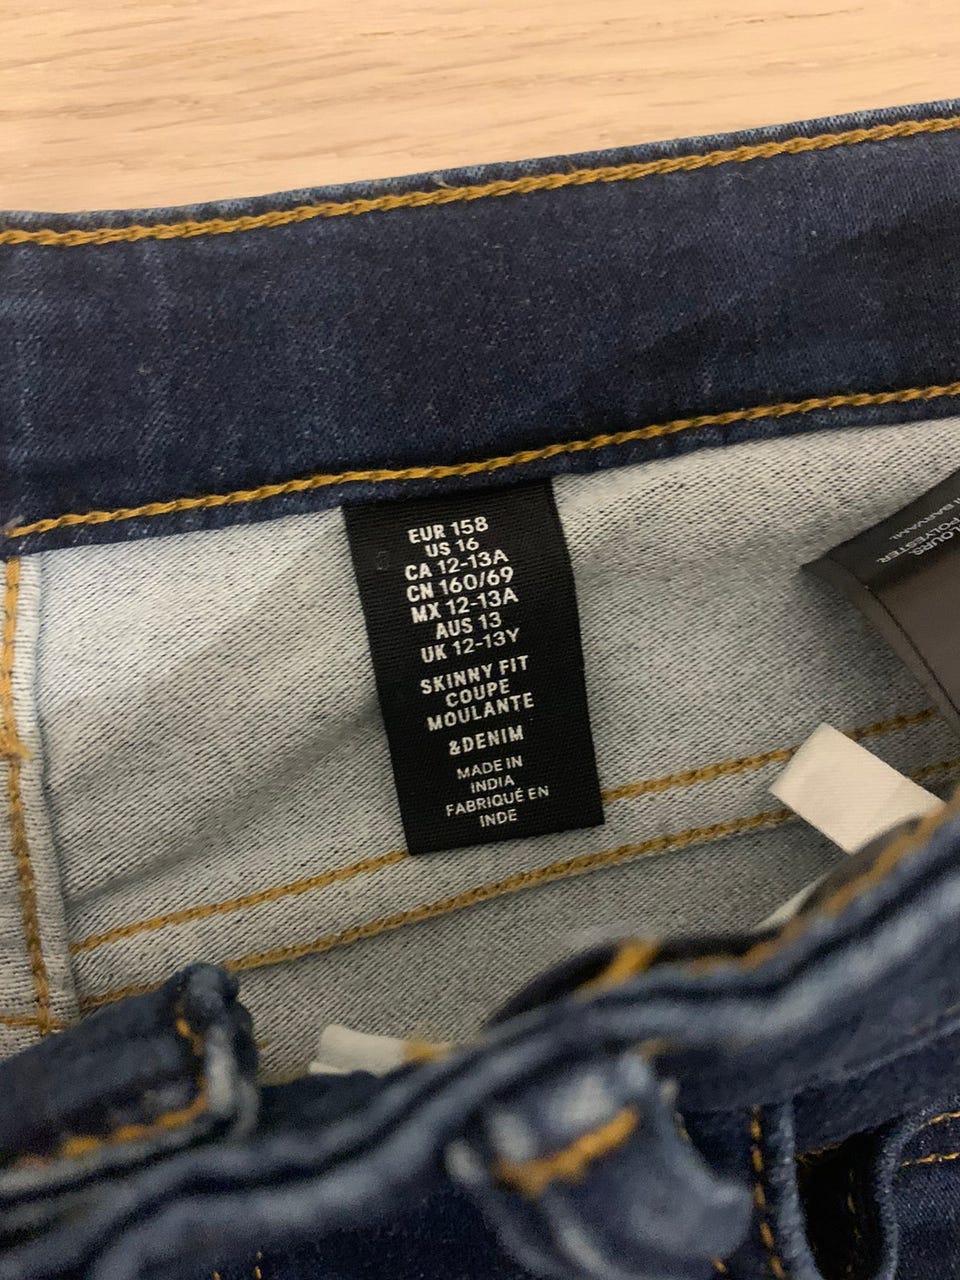 EUR 158
US 16
CA 12-13A
CN 160/69
MX 12-13A
AUS 13
UK 12-13Y
SKINNY FIT
COUPE
MOULANTE
&DENIM
MADE IN
INDIA
FABRIQUÉ EN
INDE
POLYESTER